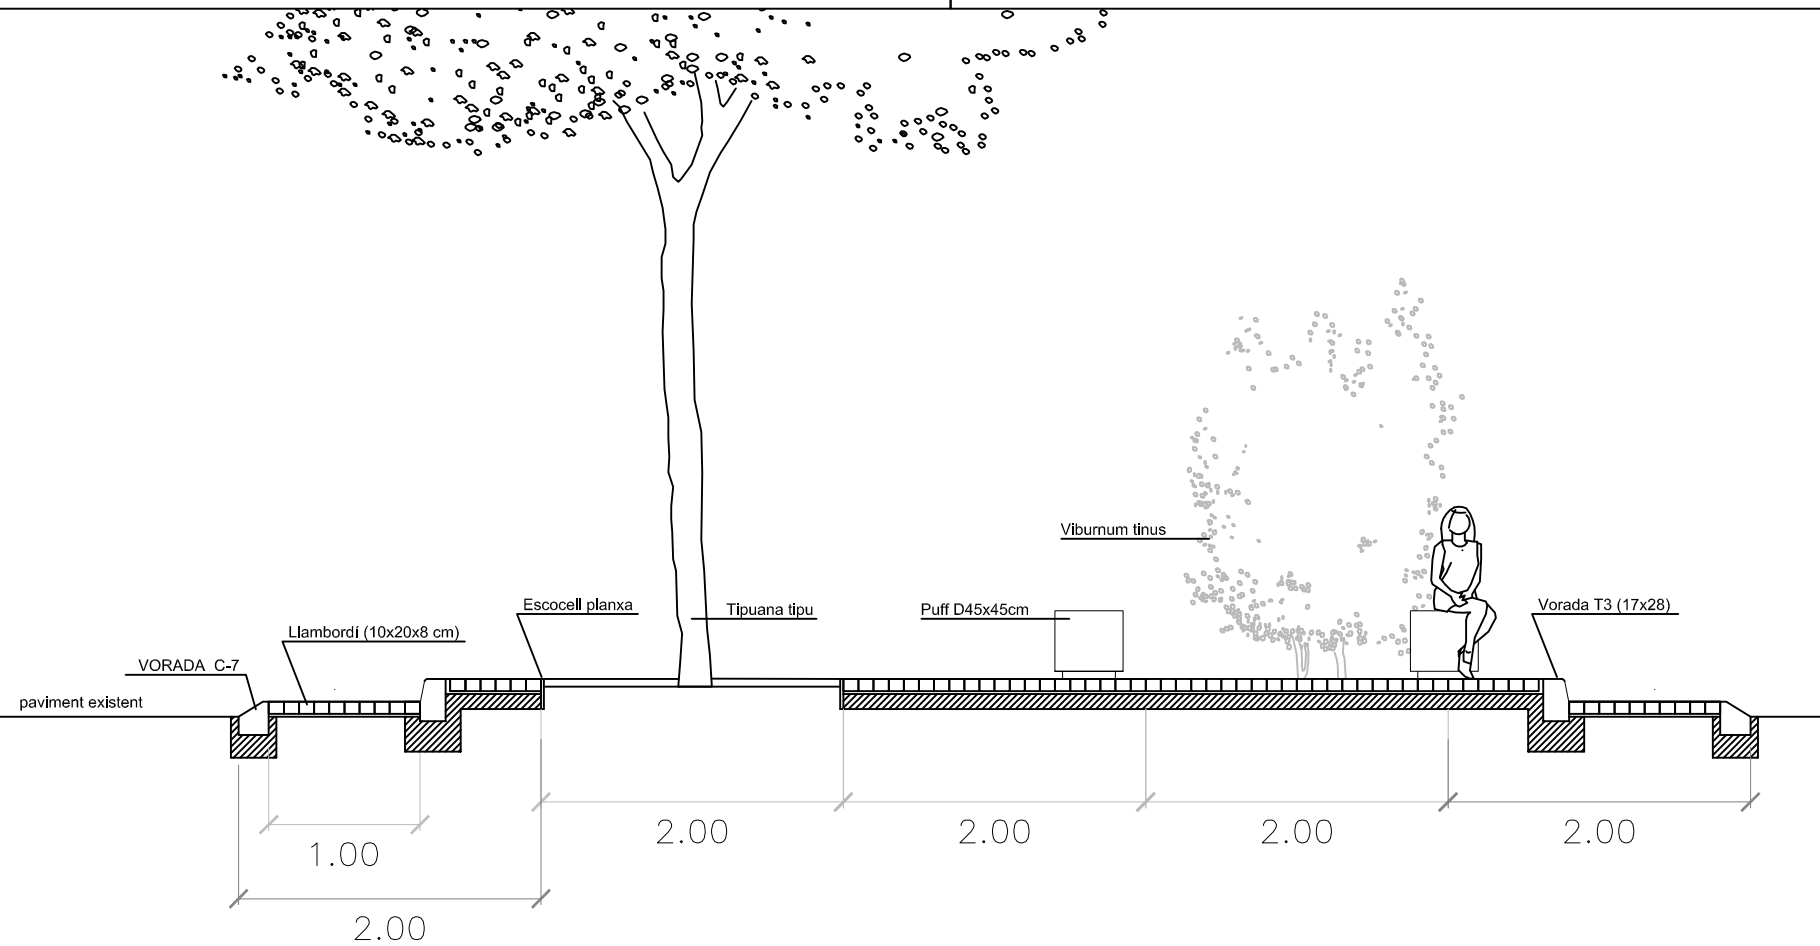 Viburnum tinus
Escocell planxa
Tipuana tipu
Puff D45x45cm
Vorada T3 (17x28)
Llambordí (10x20x8 cm)
VORADA C-7
paviment existent
2.00
2.00
2.00
2.00
1.00
2.00